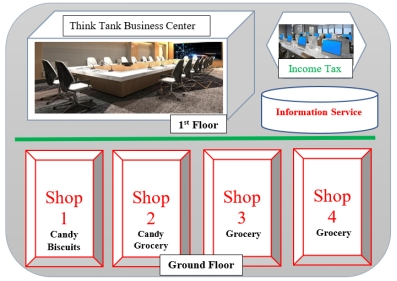 Think Tank Business Center
Income Tax
Information Service
1st Floor
Shop
1
Candy
Biscuits
Shop
2
Candy
Grocery
Shop
3
Grocery
Shop
4
Grocery
Ground Floor